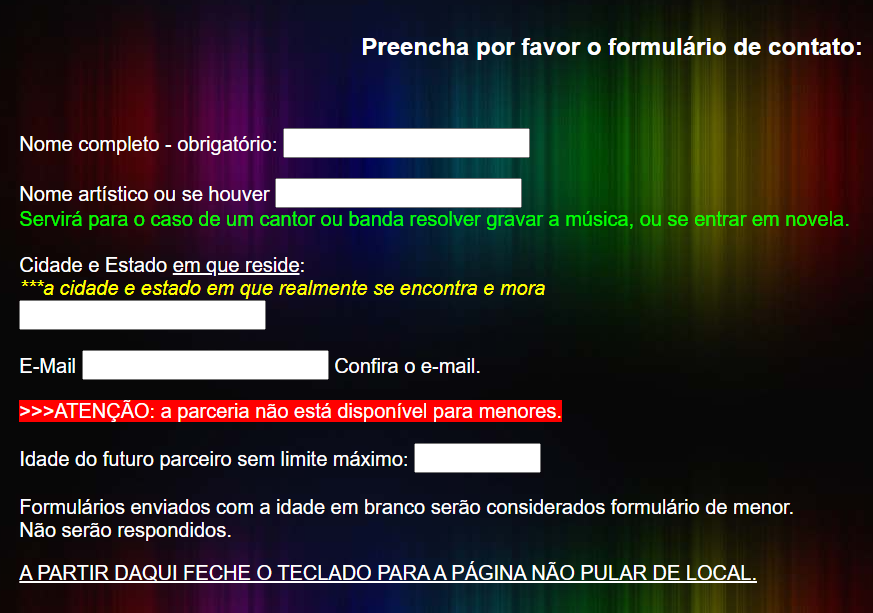 Preencha por favor o formulário de contato:
Nome completo - obrigatório:
Nome artístico ou se houver
Servirá para o caso de um cantor ou banda resolver gravar a música, ou se entrar em novela.
Cidade e Estado em que reside:
***a cidade e estado em que realmente se encontra e mora
E-Mail Confira o e-mail.
>>>ATENÇÃO: a parceria não está disponível para menores.
Idade do futuro parceiro sem limite máximo:
Formulários enviados com a idade em branco serão considerados formulário de menor.
Não serão respondidos.
A PARTIR DAQUI FECHE O TECLADO PARA A PÁGINA NÃO PULAR DE LOCAL.